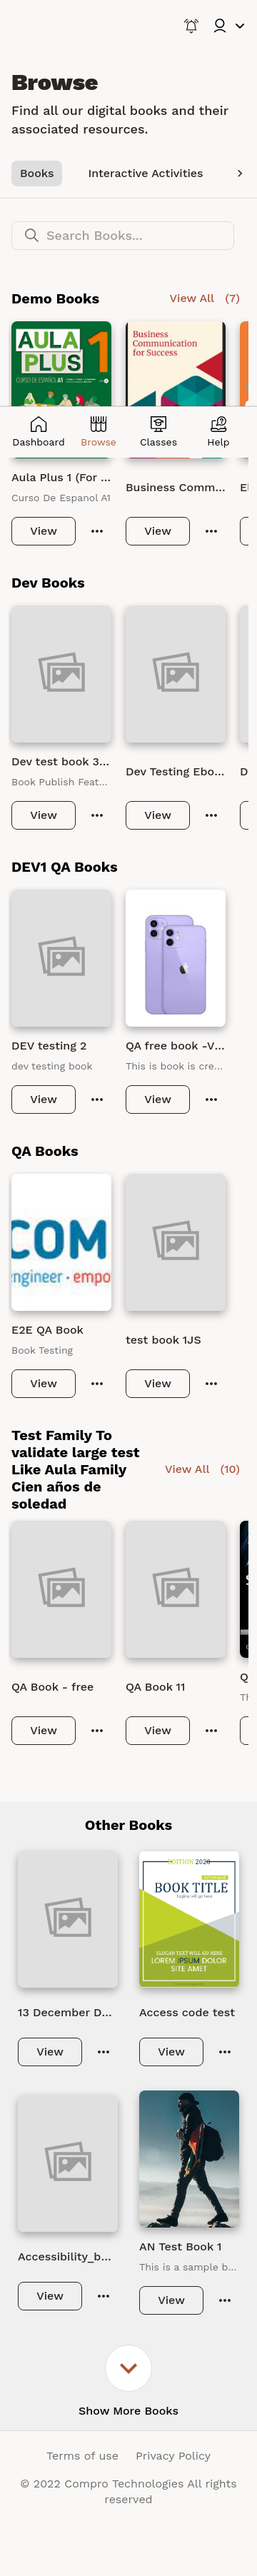 Browse
Find all our digital books and their
associated resources.
Books
Interactive Activities
Search Books...
Demo Books
View All (7)
AULA
PLUS 1
CURSO DE ESPAÑOL A1
Business
Communication
for Success
Dashboard
Browse
Classes
Help
Aula Plus 1 (For ...
Curso De Espanol A1
Business Comm...
El
View
View
Dev Books
Dev test book 3...
Book Publish Feat...
Dev Testing Ebo...
D
View
View
DEV1 QA Books
DEV testing 2
dev testing book
QA free book -V...
This is book is cre...
View
View
QA Books
COM
engineer · empo
E2E QA Book
Book Testing
test book 1JS
View
View
Test Family To
validate large test
Like Aula Family
Cien años de
soledad
View All (10)
QA Book - free
QA Book 11
Q
Th
View
View
Other Books
EDITION 2020
BOOK TITLE
SLOGAN TEXT WILL GO HERE
LOREM IPSUM DOLOR
SITE AMET
13 December D...
Access code test
View
View
Accessibility_b...
AN Test Book 1
This is a sample b...
View
View
Show More Books
Terms of use
Privacy Policy
© 2022 Compro Technologies All rights
reserved